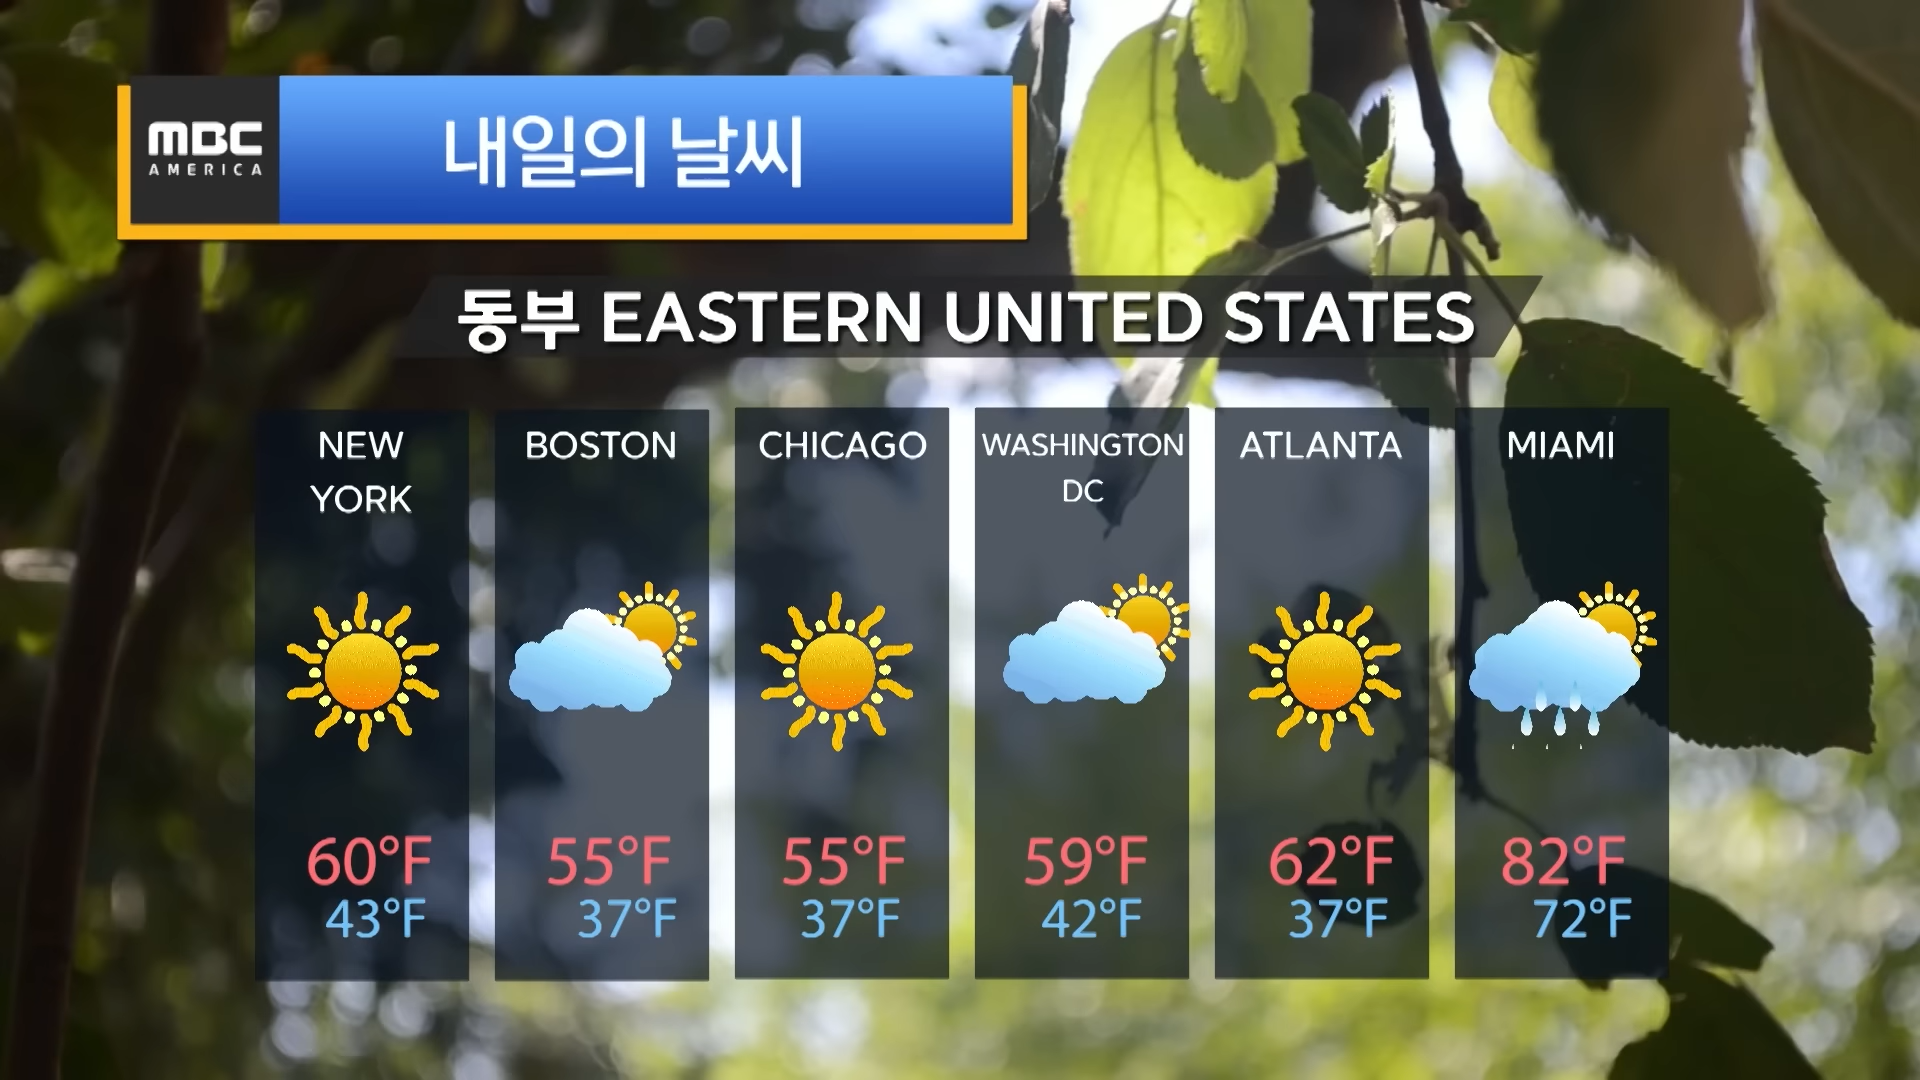 MBC
AMERICA
내일의 날씨
동부 EASTERN UNITED STATES
NEW
YORK
60°F
43°F
BOSTON
55°F
37°F
CHICAGO
55°F
37°F
WASHINGTON
DC
59°F
42°F
ATLANTA
62°F
37°F
MIAMI
82°F
72°F